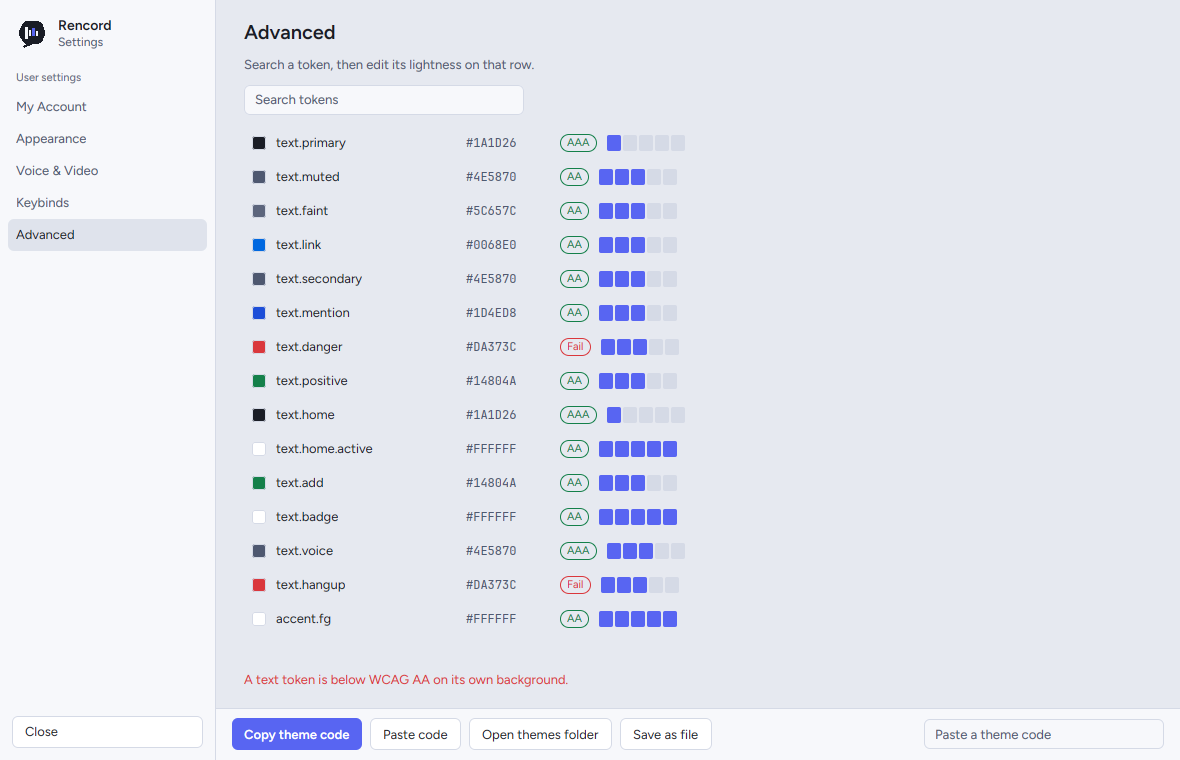 Rencord
Settings
User settings
My Account
Appearance
Voice & Video
Keybinds
Advanced
Close
Advanced
Search a token, then edit its lightness on that row.
Search tokens
text.primary #1A1D26 AAA
text.muted #4E5870 AA
text.faint #5C657C AA
text.link #0068E0 AA
text.secondary #4E5870 AA
text.mention #1D4ED8 AA
text.danger #DA373C Fail
text.positive #14804A AA
text.home #1A1D26 AAA
text.home.active #FFFFFF AA
text.add #14804A AA
text.badge #FFFFFF AA
text.voice #4E5870 AAA
text.hangup #DA373C Fail
accent.fg #FFFFFF AA
A text token is below WCAG AA on its own background.
Copy theme code Paste code Open themes folder Save as file Paste a theme code